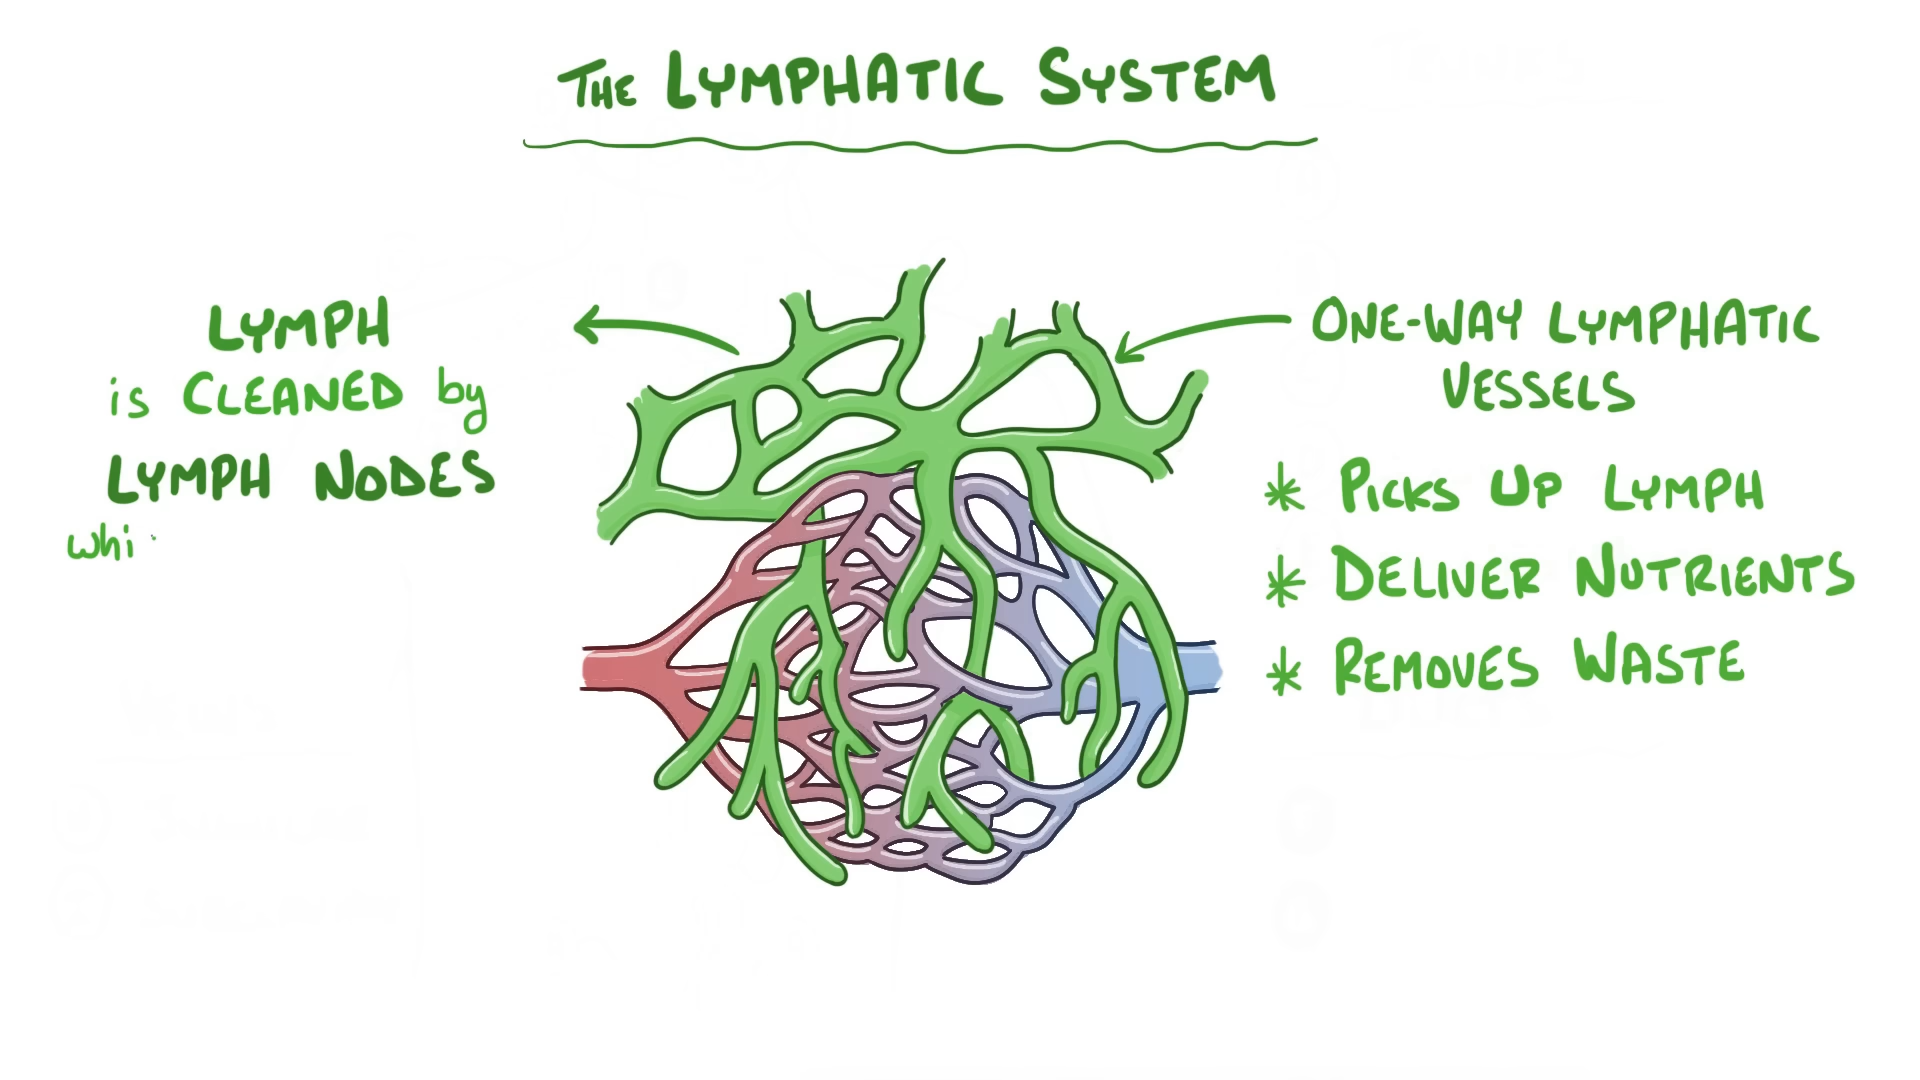 THE LYMPHATIC SYSTEM
LYMPH
is CLEANED by
LYMPH NODES
whi
ONE-WAY LYMPHATIC
VESSELS
* PICKS UP LYMPH
* DELIVER NUTRIENTS
* REMOVES WASTE